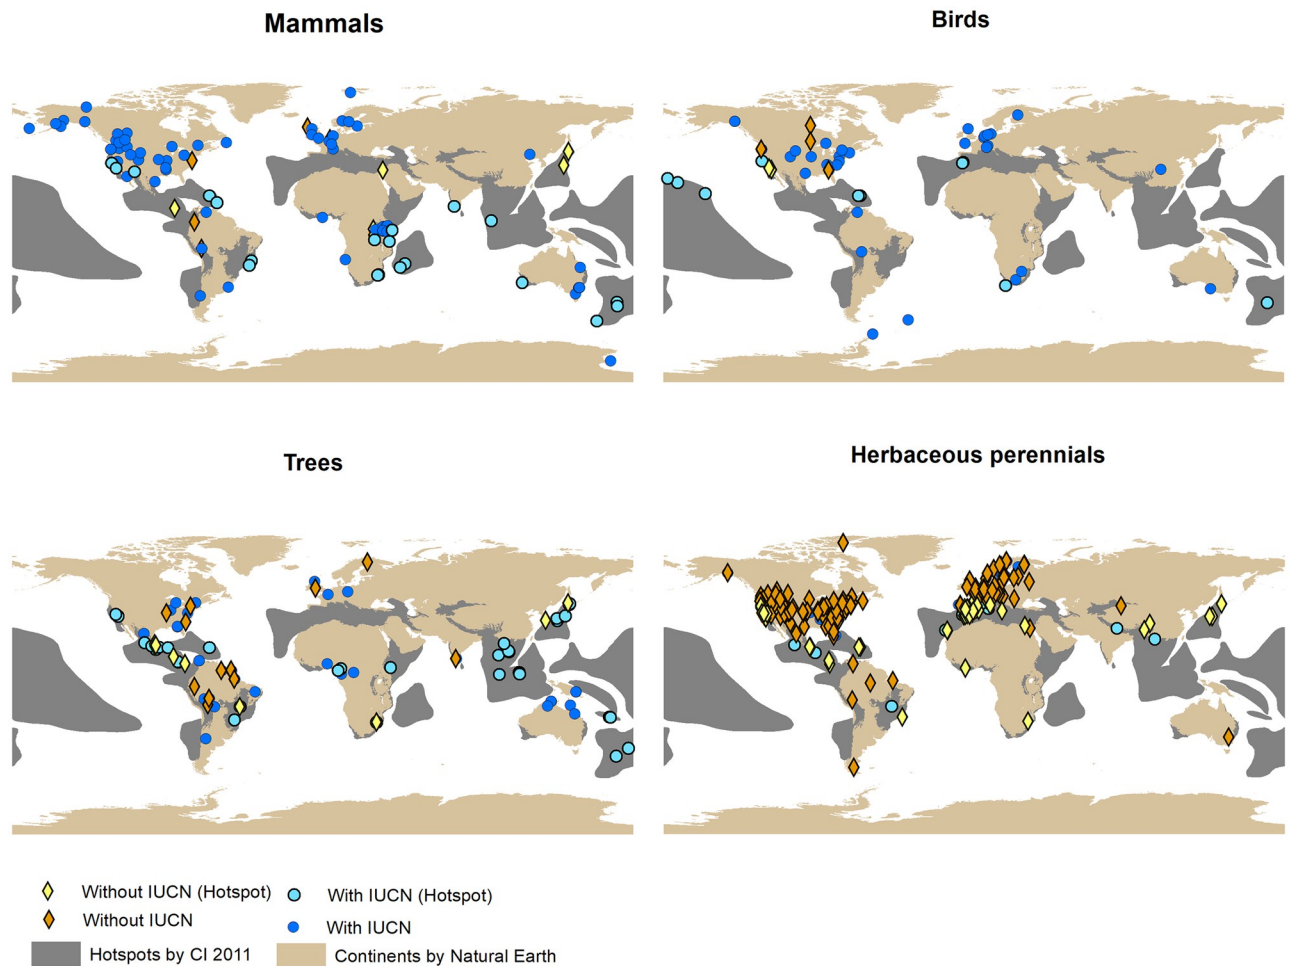 Mammals
Birds
Trees
Herbaceous perennials
Without IUCN (Hotspot)
With IUCN (Hotspot)
Without IUCN
With IUCN
Hotspots by CI 2011
Continents by Natural Earth